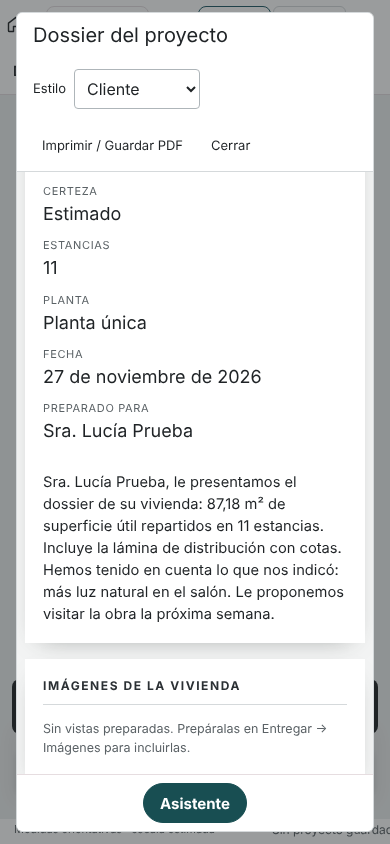 Dossier del proyecto
Estilo Cliente
Imprimir / Guardar PDF Cerrar
CERTEZA
Estimado
ESTANCIAS
11
PLANTA
Planta única
FECHA
27 de noviembre de 2026
PREPARADO PARA
Sra. Lucía Prueba
Sra. Lucía Prueba, le presentamos el
dossier de su vivienda: 87,18 m² de
superficie útil repartidos en 11 estancias.
Incluye la lámina de distribución con cotas.
Hemos tenido en cuenta lo que nos indicó:
más luz natural en el salón. Le proponemos
visitar la obra la próxima semana.
IMÁGENES DE LA VIVIENDA
Sin vistas preparadas. Prepáralas en Entregar →
Imágenes para incluirlas.
Asistente